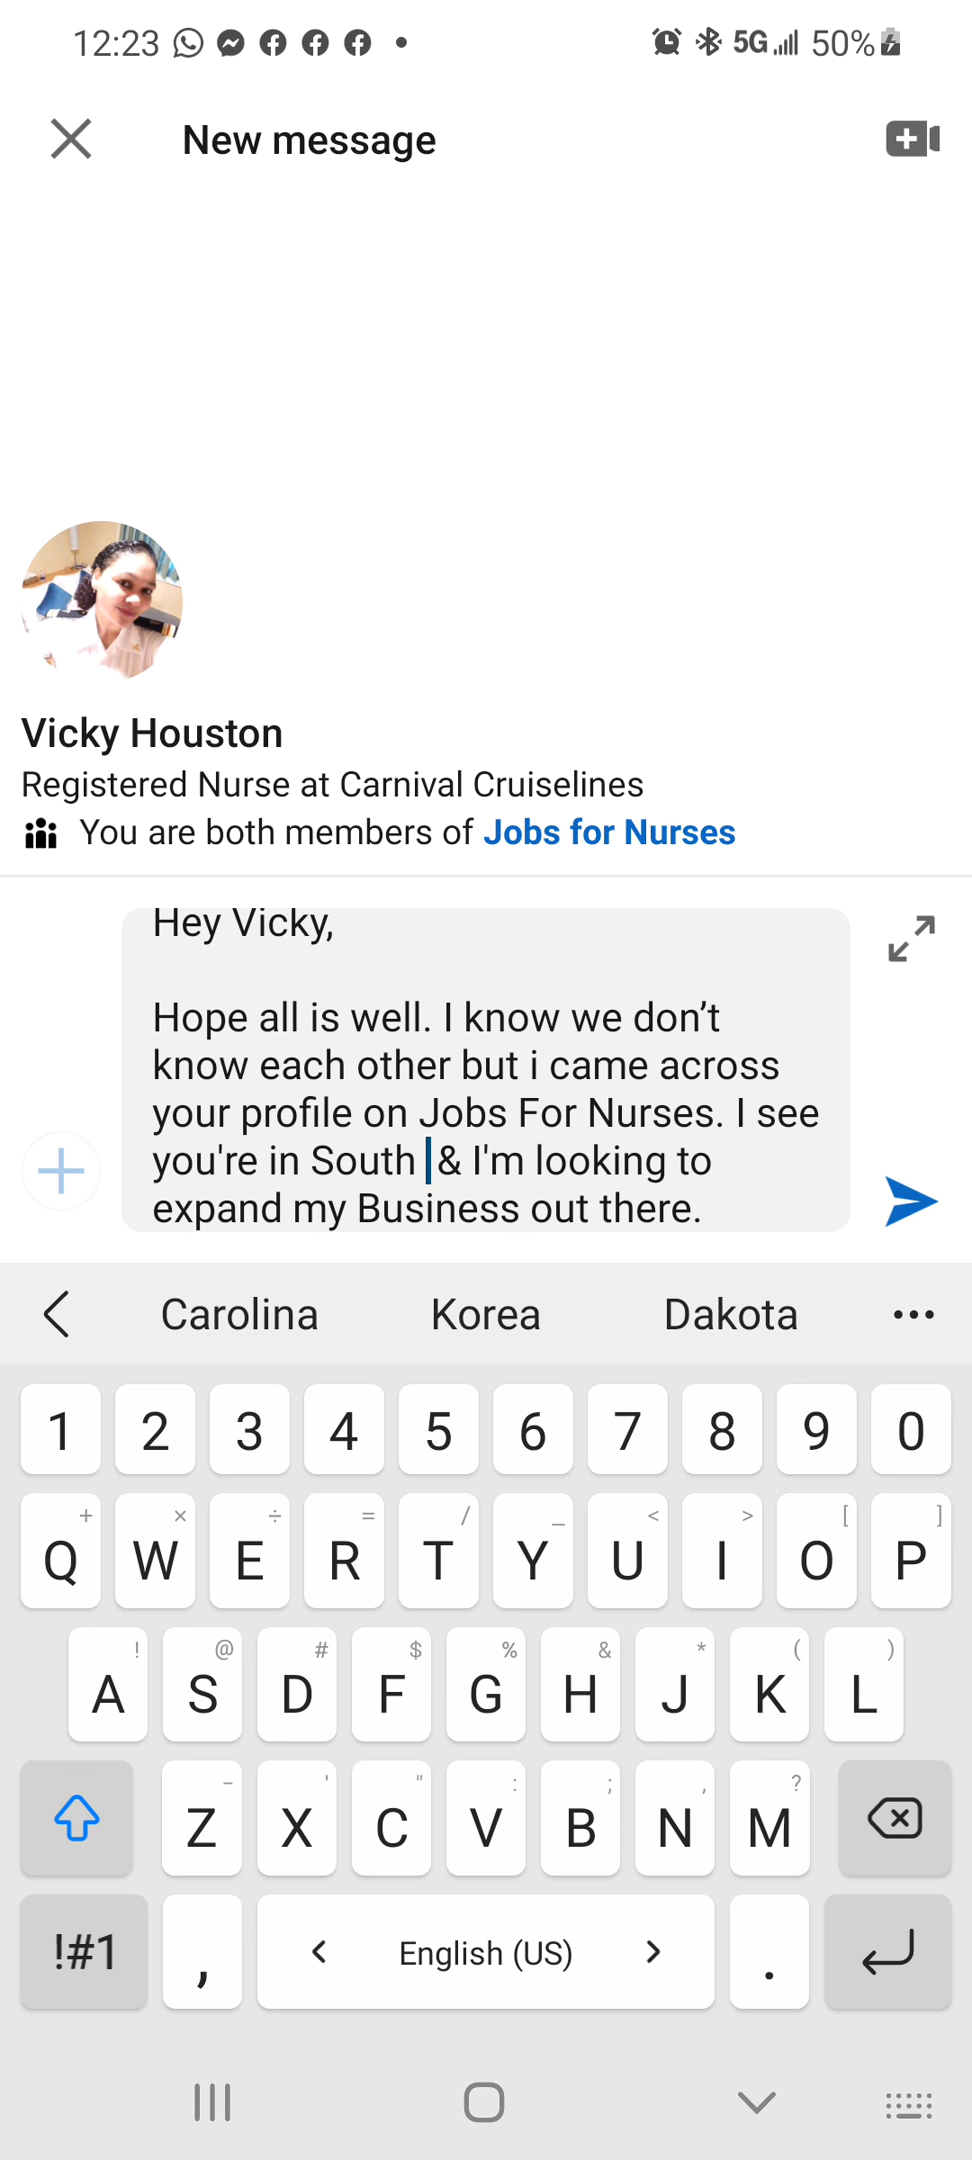 12:23 5G 50%
New message
Vicky Houston
Registered Nurse at Carnival Cruiselines
You are both members of Jobs for Nurses
Hey Vicky,
Hope all is well. I know we don’t
know each other but i came across
your profile on Jobs For Nurses. I see
you're in South & I'm looking to
expand my Business out there.
Carolina Korea Dakota •••
1 2 3 4 5 6 7 8 9 0
+ × ÷ = / _ < > [ ]
Q W E R T Y U I O P
! @ # $ % & * ( )
A S D F G H J K L
- ' " : ; , ?
Z X C V B N M
!#1 , < English (US) > .